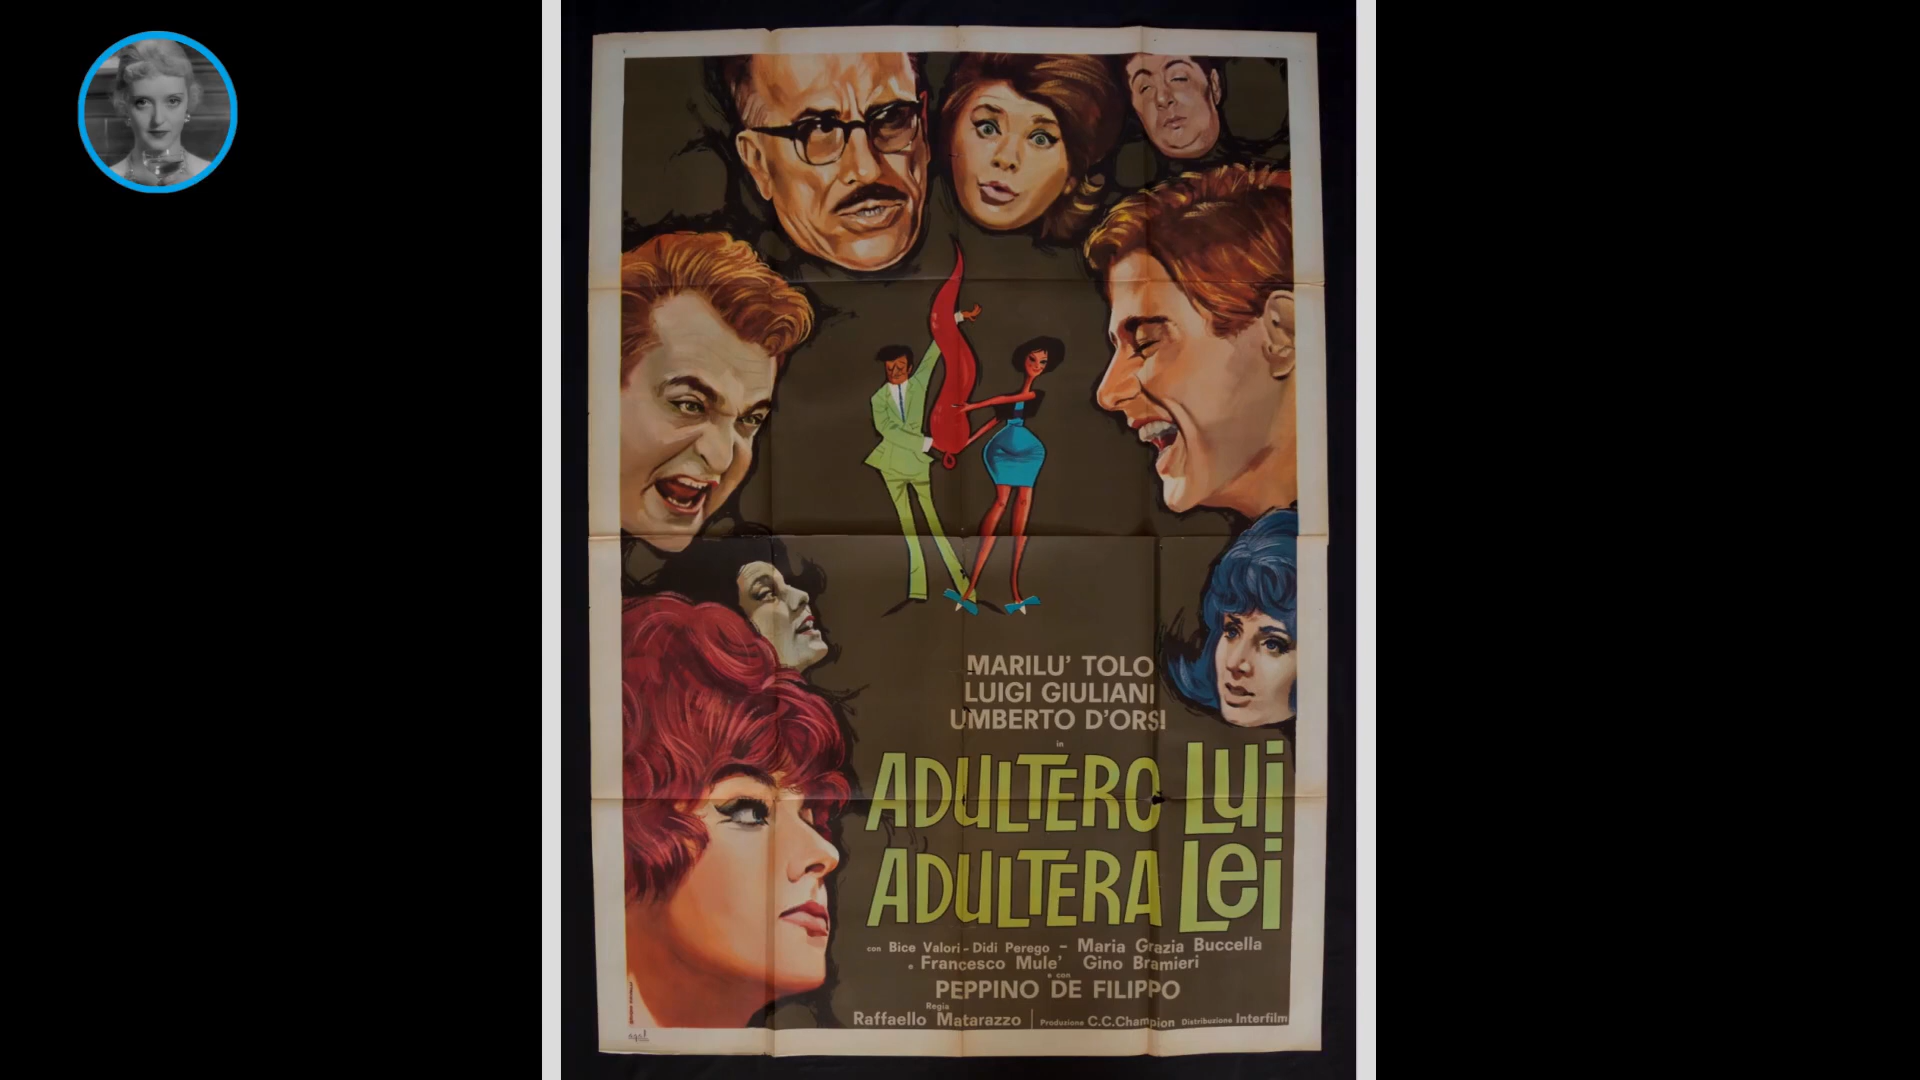 MARILU' TOLO
LUIGI GIULIANI
UMBERTO D'ORSI
in
ADULTERO LUI
ADULTERA LEI
con Bice Valori - Didi Perego - Maria Grazia Buccella
e Francesco Mule' Gino Bramieri
e con
PEPPINO DE FILIPPO
Regia
Raffaello Matarazzo | Produzione C.C.Champion Distribuzione Interfilm